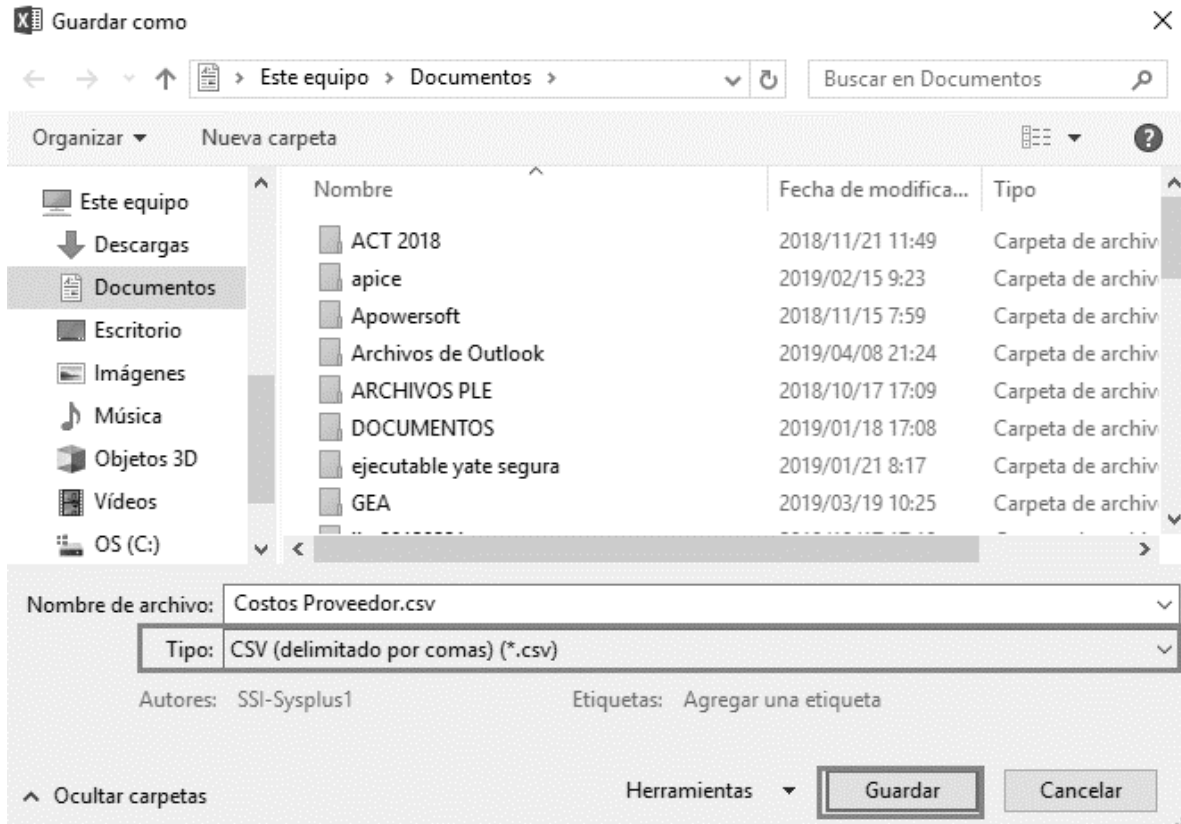 Guardar como
Este equipo > Documentos >
Buscar en Documentos
Organizar
Nueva carpeta
Nombre
Fecha de modifica...
Tipo
Este equipo
Descargas
Documentos
Escritorio
Imágenes
Música
Objetos 3D
Vídeos
OS (C:)
ACT 2018 2018/11/21 11:49 Carpeta de archiv
apice 2019/02/15 9:23 Carpeta de archiv
Apowersoft 2018/11/15 7:59 Carpeta de archiv
Archivos de Outlook 2019/04/08 21:24 Carpeta de archiv
ARCHIVOS PLE 2018/10/17 17:09 Carpeta de archiv
DOCUMENTOS 2019/01/18 17:08 Carpeta de archiv
ejecutable yate segura 2019/01/21 8:17 Carpeta de archiv
GEA 2019/03/19 10:25 Carpeta de archiv
Nombre de archivo: Costos Proveedor.csv
Tipo: CSV (delimitado por comas) (*.csv)
Autores: SSI-Sysplus1 Etiquetas: Agregar una etiqueta
Ocultar carpetas
Herramientas
Guardar
Cancelar